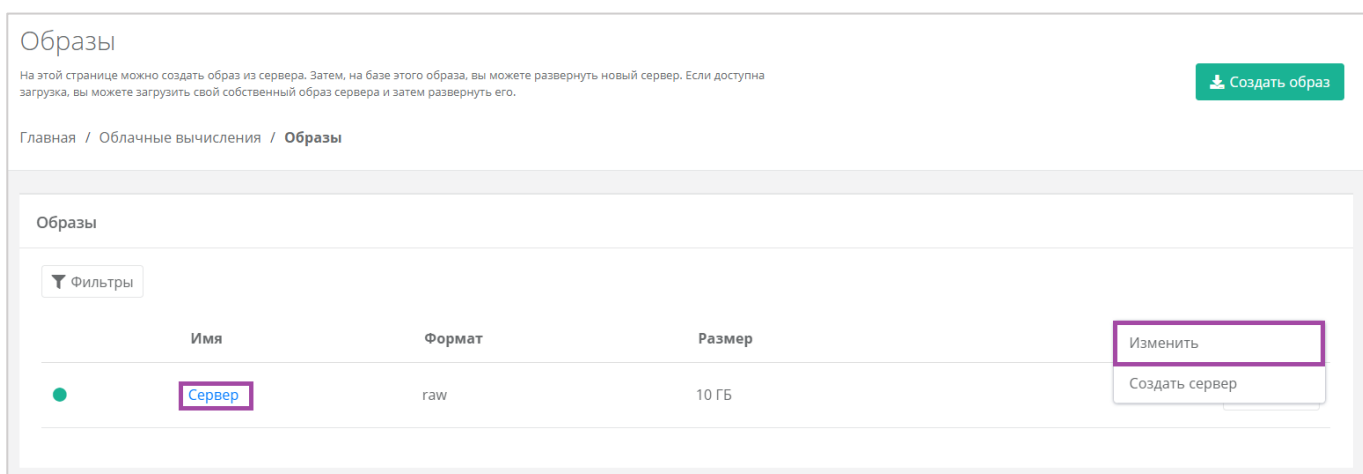 Образы
На этой странице можно создать образ из сервера. Затем, на базе этого образа, вы можете развернуть новый сервер. Если доступна
загрузка, вы можете загрузить свой собственный образ сервера и затем развернуть его.
Создать образ
Главная / Облачные вычисления / Образы
Образы
Фильтры
Имя Формат Размер
Изменить
Сервер raw 10 ГБ
Создать сервер